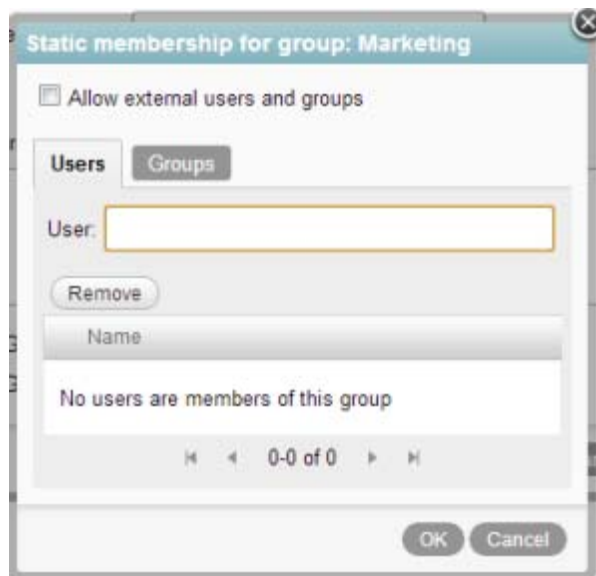 Static membership for group: Marketing
Allow external users and groups
Users Groups
User:
Remove
Name
No users are members of this group
0-0 of 0
OK Cancel